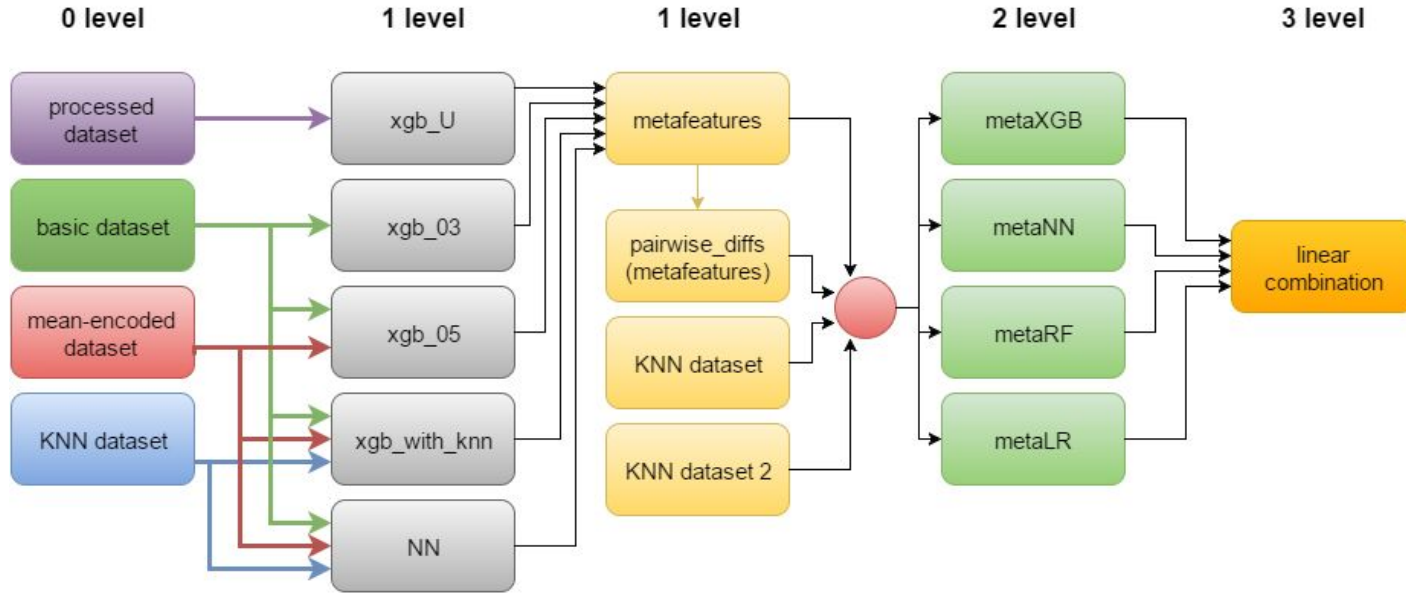 0 level
1 level
1 level
2 level
3 level
processed
dataset
basic dataset
mean-encoded
dataset
KNN dataset
xgb_U
xgb_03
xgb_05
xgb_with_knn
NN
metafeatures
pairwise_diffs
(metafeatures)
KNN dataset
KNN dataset 2
metaXGB
metaNN
metaRF
metaLR
linear
combination